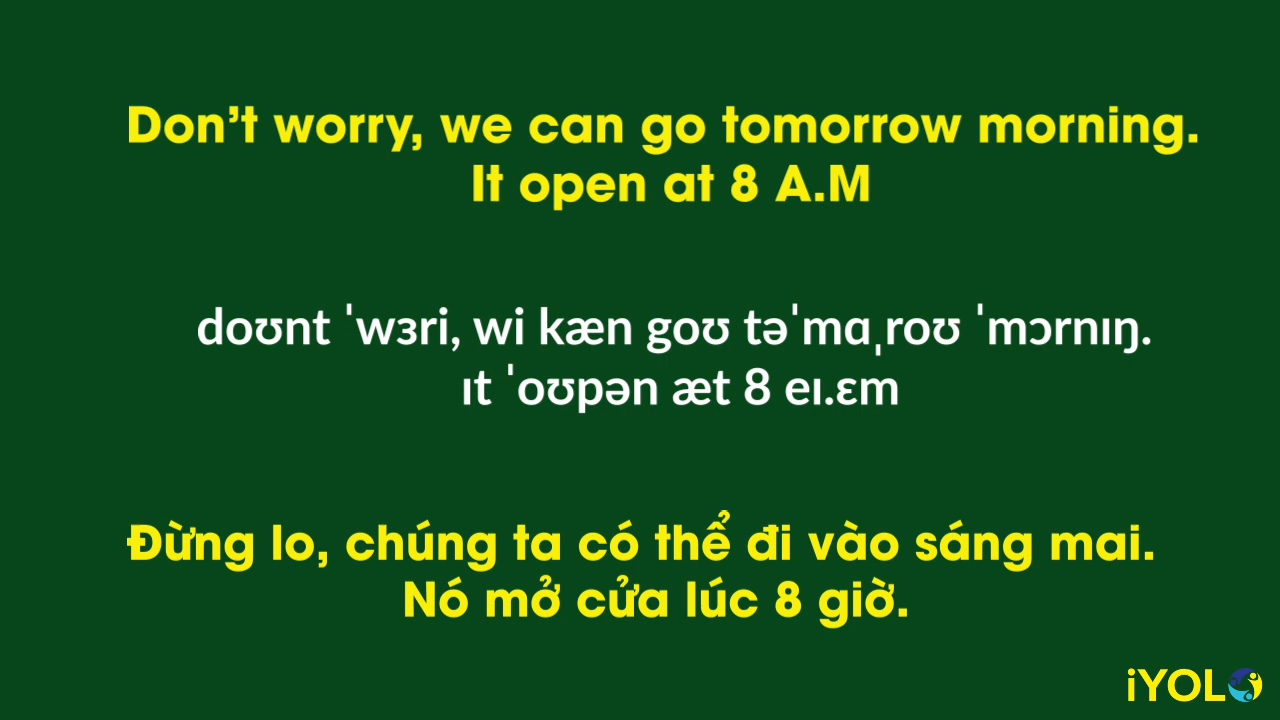 Don’t worry, we can go tomorrow morning.
It open at 8 A.M
doʊnt ˈwɜri, wi kæn goʊ təˈmɑˌroʊ ˈmɔrnɪŋ.
ɪt ˈoʊpən æt 8 eɪ.ɛm
Đừng lo, chúng ta có thể đi vào sáng mai.
Nó mở cửa lúc 8 giờ.
iYOLO